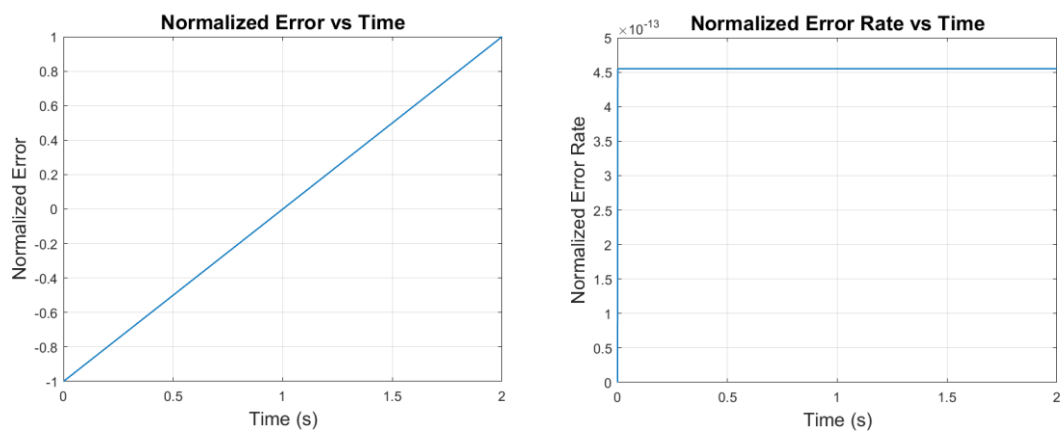 Normalized Error vs Time
1
0.8
0.6
0.4
0.2
0
-0.2
-0.4
-0.6
-0.8
-1
Normalized Error
0 0.5 1 1.5 2
Time (s)
Normalized Error Rate vs Time
×10⁻¹³
5
4.5
4
3.5
3
2.5
2
1.5
1
0.5
0
Normalized Error Rate
0 0.5 1 1.5 2
Time (s)